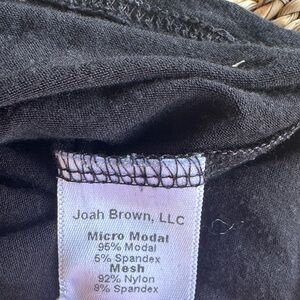 Joah Brown, LLC
Micro Modal
95% Modal
5% Spandex
Mesh
92% Nylon
8% Spandex